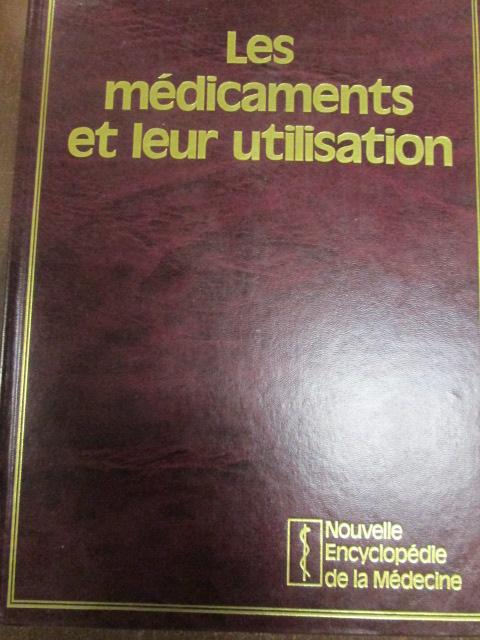 Les
médicaments
et leur utilisation
Nouvelle
Encyclopédie
de la Médecine